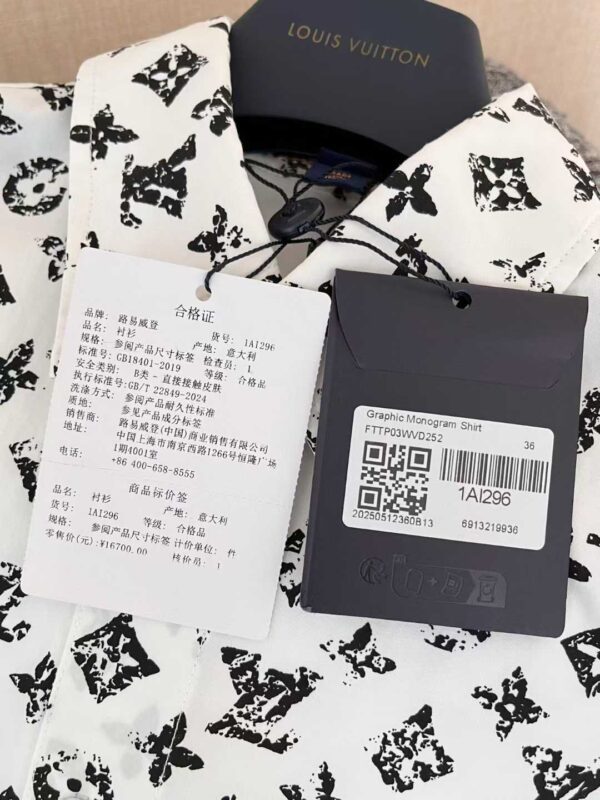 LOUIS VUITTON
合格证
品牌: 路易威登 货号: 1AI296
品名: 衬衫 产地: 意大利
规格: 参阅产品尺寸标签 检查员: L
标准号: GB18401-2019 等级: 合格品
安全类别: B类 - 直接接触皮肤
执行标准号:GB/T 22849-2024
洗涤方式: 参阅产品耐久性标准
质地: 参见产品成分标签
销售商: 路易威登(中国)商业销售有限公司
地址: 中国上海市南京西路1266号恒隆广场
1期4001室
电话: +86 400-658-8555
商品标价签
品名: 衬衫 产地: 意大利
货号: 1AI296 等级: 合格品
规格: 参阅产品尺寸标签 计价单位: 件
零售价(元):¥16700.00 核价员: 1
Graphic Monogram Shirt
FTTP03WVD252 36
1AI296
20250512360B13 6913219936